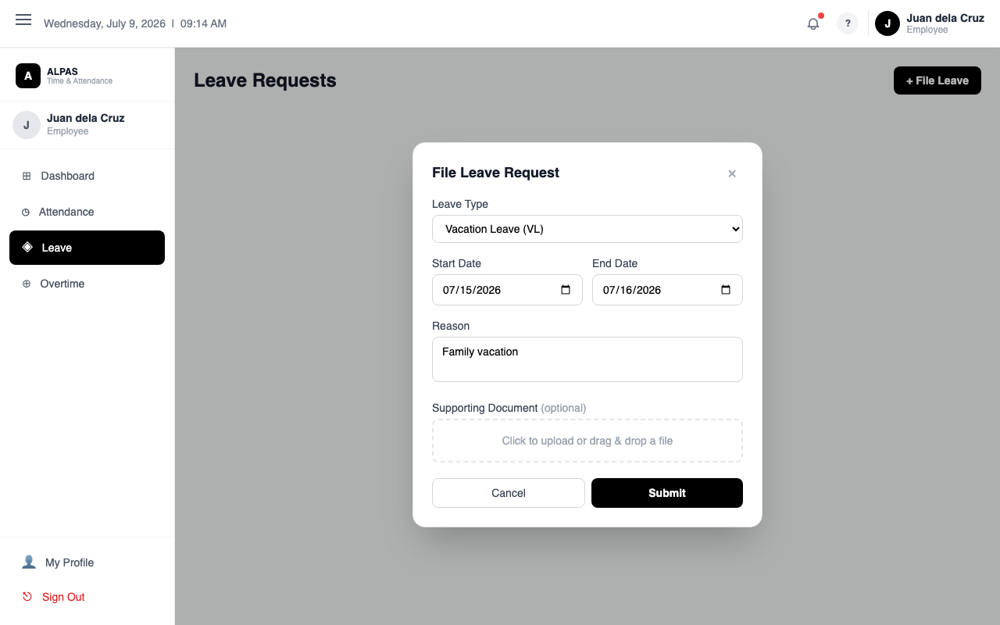 Wednesday, July 9, 2026 | 09:14 AM
?
J
Juan dela Cruz
Employee
A
ALPAS
Time & Attendance
J
Juan dela Cruz
Employee
Dashboard
Attendance
Leave
Overtime
My Profile
Sign Out
Leave Requests
+ File Leave
File Leave Request
×
Leave Type
Vacation Leave (VL)
Start Date
End Date
07/15/2026
07/16/2026
Reason
Family vacation
Supporting Document (optional)
Click to upload or drag & drop a file
Cancel
Submit